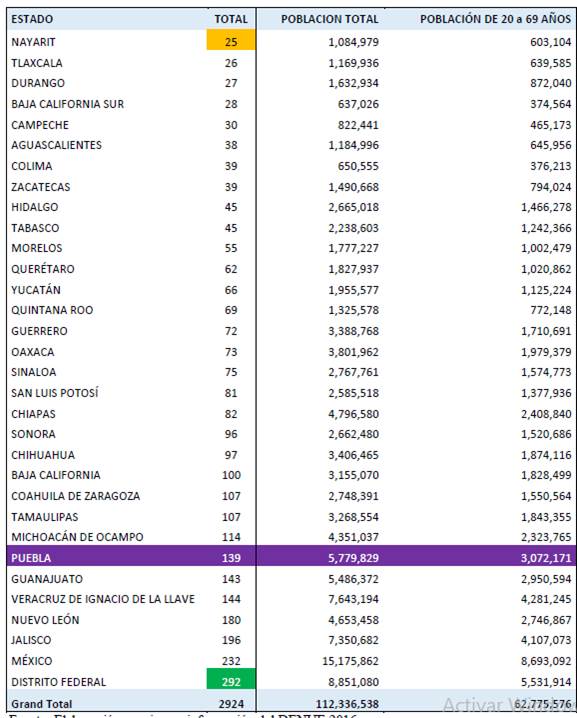 ESTADO TOTAL POBLACION TOTAL POBLACIÓN DE 20 a 69 AÑOS
NAYARIT 25 1,084,979 603,104
TLAXCALA 26 1,169,936 639,585
DURANGO 27 1,632,934 872,040
BAJA CALIFORNIA SUR 28 637,026 374,564
CAMPECHE 30 822,441 465,173
AGUASCALIENTES 38 1,184,996 645,956
COLIMA 39 650,555 376,213
ZACATECAS 39 1,490,668 794,024
HIDALGO 45 2,665,018 1,466,278
TABASCO 45 2,238,603 1,242,366
MORELOS 55 1,777,227 1,002,479
QUERÉTARO 62 1,827,937 1,020,862
YUCATÁN 66 1,955,577 1,125,224
QUINTANA ROO 69 1,325,578 772,148
GUERRERO 72 3,388,768 1,710,691
OAXACA 73 3,801,962 1,979,379
SINALOA 75 2,767,761 1,574,773
SAN LUIS POTOSÍ 81 2,585,518 1,377,936
CHIAPAS 82 4,796,580 2,408,840
SONORA 96 2,662,480 1,520,686
CHIHUAHUA 97 3,406,465 1,874,116
BAJA CALIFORNIA 100 3,155,070 1,828,499
COAHUILA DE ZARAGOZA 107 2,748,391 1,550,564
TAMAULIPAS 107 3,268,554 1,843,355
MICHOACÁN DE OCAMPO 114 4,351,037 2,323,765
PUEBLA 139 5,779,829 3,072,171
GUANAJUATO 143 5,486,372 2,950,594
VERACRUZ DE IGNACIO DE LA LLAVE 144 7,643,194 4,281,245
NUEVO LEÓN 180 4,653,458 2,746,867
JALISCO 196 7,350,682 4,107,073
MÉXICO 232 15,175,862 8,693,092
DISTRITO FEDERAL 292 8,851,080 5,531,914
Grand Total 2924 112,336,538 62,775,576
Activar